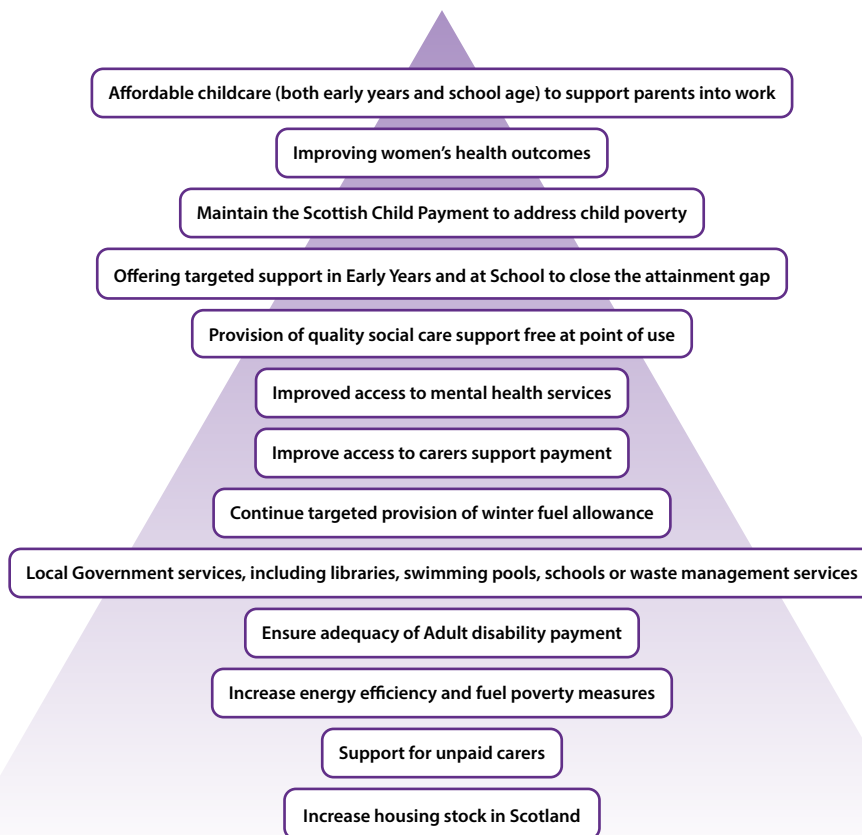 Affordable childcare (both early years and school age) to support parents into work
Improving women’s health outcomes
Maintain the Scottish Child Payment to address child poverty
Offering targeted support in Early Years and at School to close the attainment gap
Provision of quality social care support free at point of use
Improved access to mental health services
Improve access to carers support payment
Continue targeted provision of winter fuel allowance
Local Government services, including libraries, swimming pools, schools or waste management services
Ensure adequacy of Adult disability payment
Increase energy efficiency and fuel poverty measures
Support for unpaid carers
Increase housing stock in Scotland